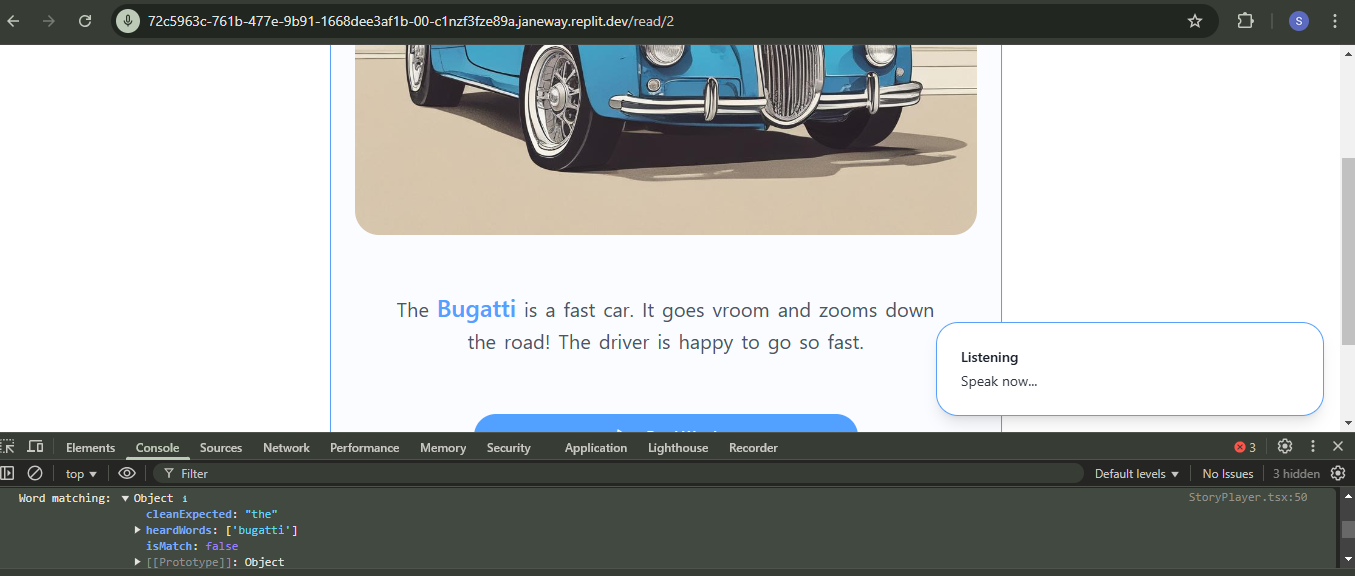 72c5963c-761b-477e-9b91-1668dee3af1b-00-c1nzf3fze89a.janeway.replit.dev/read/2
S
The Bugatti is a fast car. It goes vroom and zooms down
the road! The driver is happy to go so fast.
Listening
Speak now...
Elements Console Sources Network Performance Memory Security Application Lighthouse Recorder 3
top Filter Default levels No Issues 3 hidden
Word matching: Object i StoryPlayer.tsx:50
cleanExpected: "the"
heardWords: ['bugatti']
isMatch: false
[[Prototype]]: Object